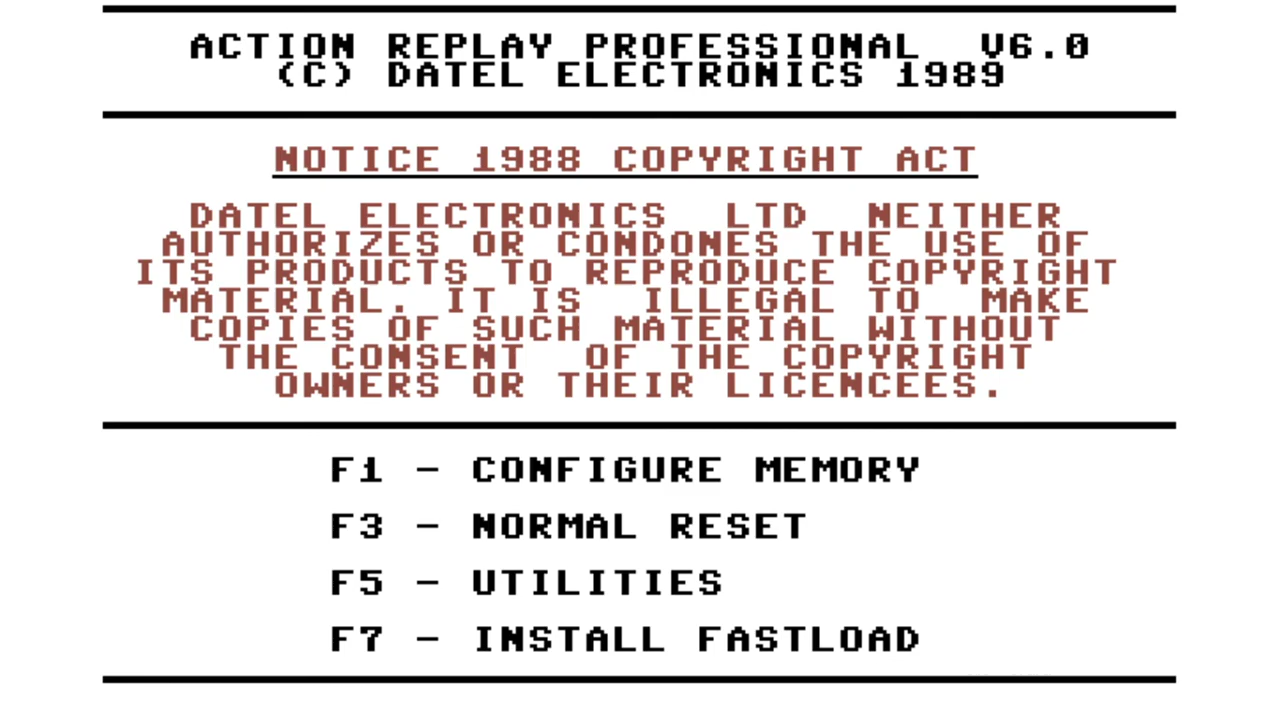 ACTION REPLAY PROFESSIONAL V6.0
(C) DATEL ELECTRONICS 1989
NOTICE 1988 COPYRIGHT ACT
DATEL ELECTRONICS LTD NEITHER
AUTHORIZES OR CONDONES THE USE OF
ITS PRODUCTS TO REPRODUCE COPYRIGHT
MATERIAL. IT IS ILLEGAL TO MAKE
COPIES OF SUCH MATERIAL WITHOUT
THE CONSENT OF THE COPYRIGHT
OWNERS OR THEIR LICENCEES.
F1 - CONFIGURE MEMORY
F3 - NORMAL RESET
F5 - UTILITIES
F7 - INSTALL FASTLOAD